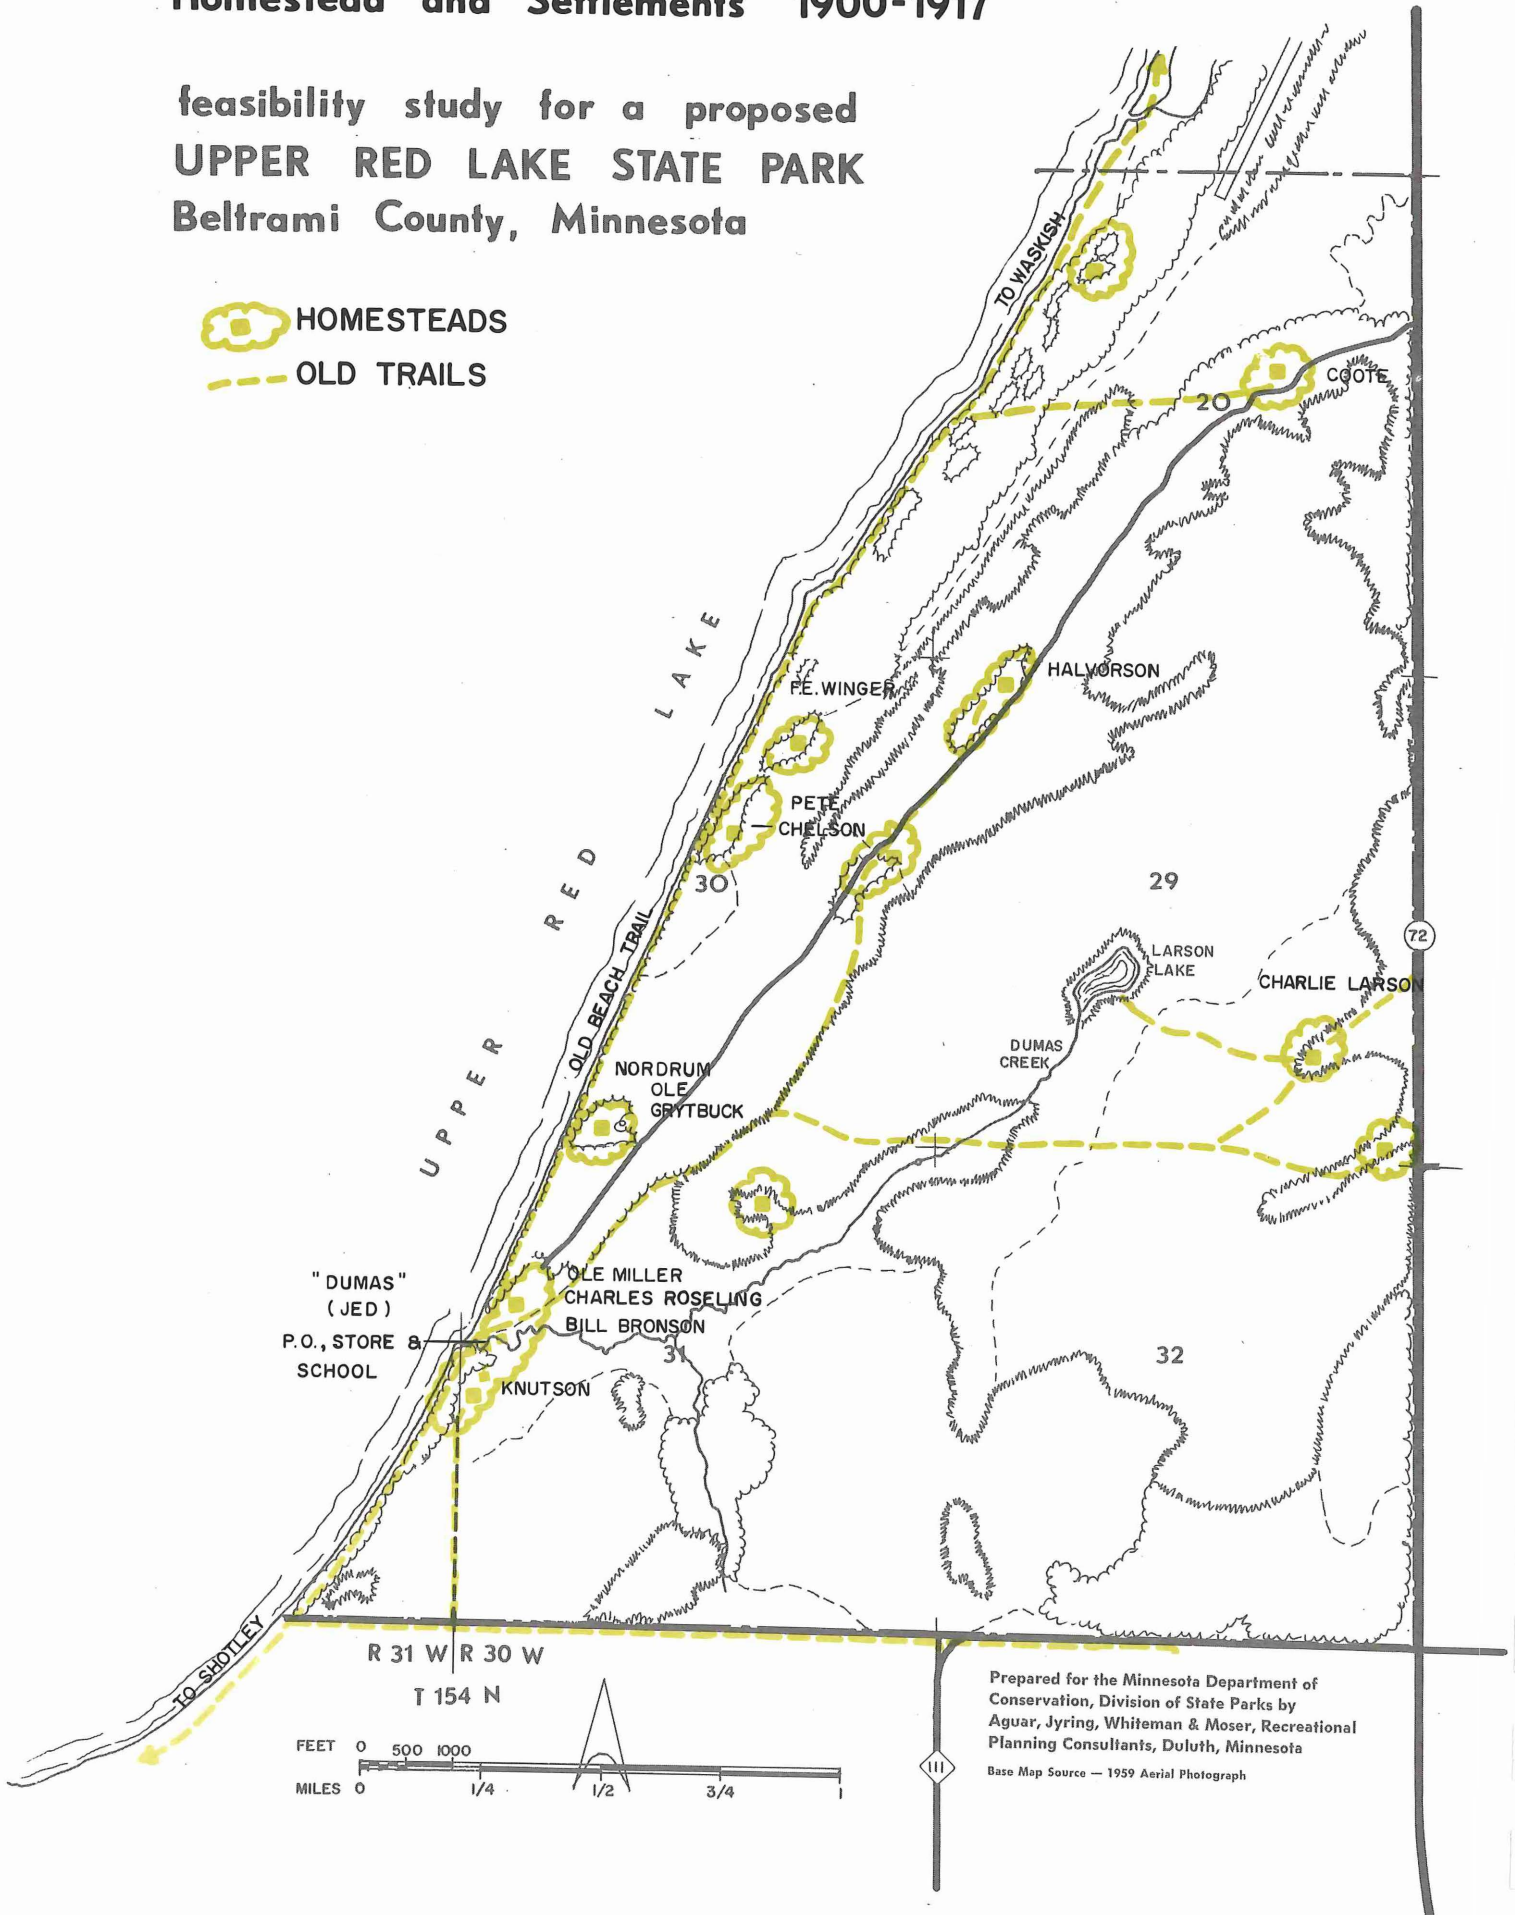 Homestead and Settlements 1900-1917
feasibility study for a proposed
UPPER RED LAKE STATE PARK
Beltrami County, Minnesota
HOMESTEADS
OLD TRAILS
TO WASKISH
COOTE
20
UPPER RED LAKE
F.E. WINGER
HALVORSON
PETE
CHELSON
30
29
72
OLD BEACH TRAIL
LARSON
LAKE
CHARLIE LARSON
DUMAS
CREEK
NORDRUM
OLE
GRYTBUCK
"DUMAS"
(JED)
P.O., STORE &
SCHOOL
OLE MILLER
CHARLES ROSELING
BILL BRONSON
31
32
KNUTSON
TO SHOTLEY
R 31 W R 30 W
T 154 N
FEET 0 500 1000
MILES 0 1/4 1/2 3/4 1
111
Prepared for the Minnesota Department of
Conservation, Division of State Parks by
Aguar, Jyring, Whiteman & Moser, Recreational
Planning Consultants, Duluth, Minnesota
Base Map Source — 1959 Aerial Photograph